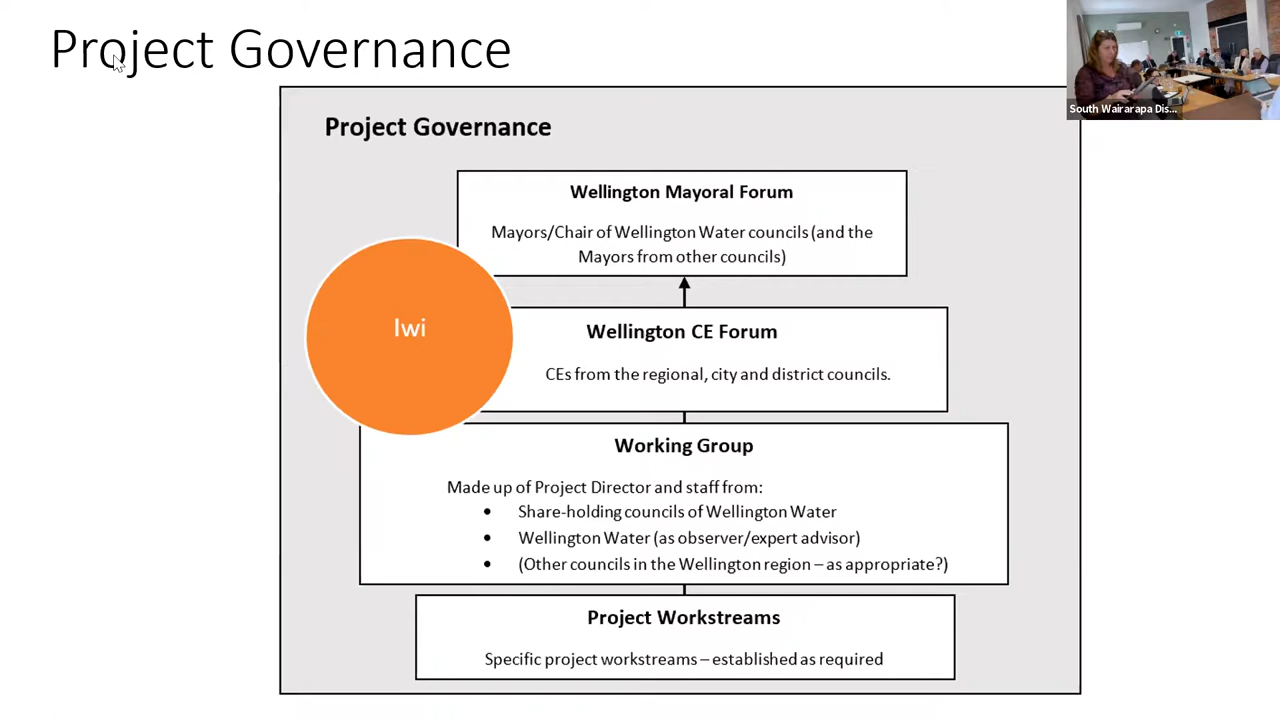 Project Governance
South Wairarapa Dis...
Project Governance
Wellington Mayoral Forum
Mayors/Chair of Wellington Water councils (and the
Mayors from other councils)
Iwi
Wellington CE Forum
CEs from the regional, city and district councils.
Working Group
Made up of Project Director and staff from:
• Share-holding councils of Wellington Water
• Wellington Water (as observer/expert advisor)
• (Other councils in the Wellington region – as appropriate?)
Project Workstreams
Specific project workstreams – established as required